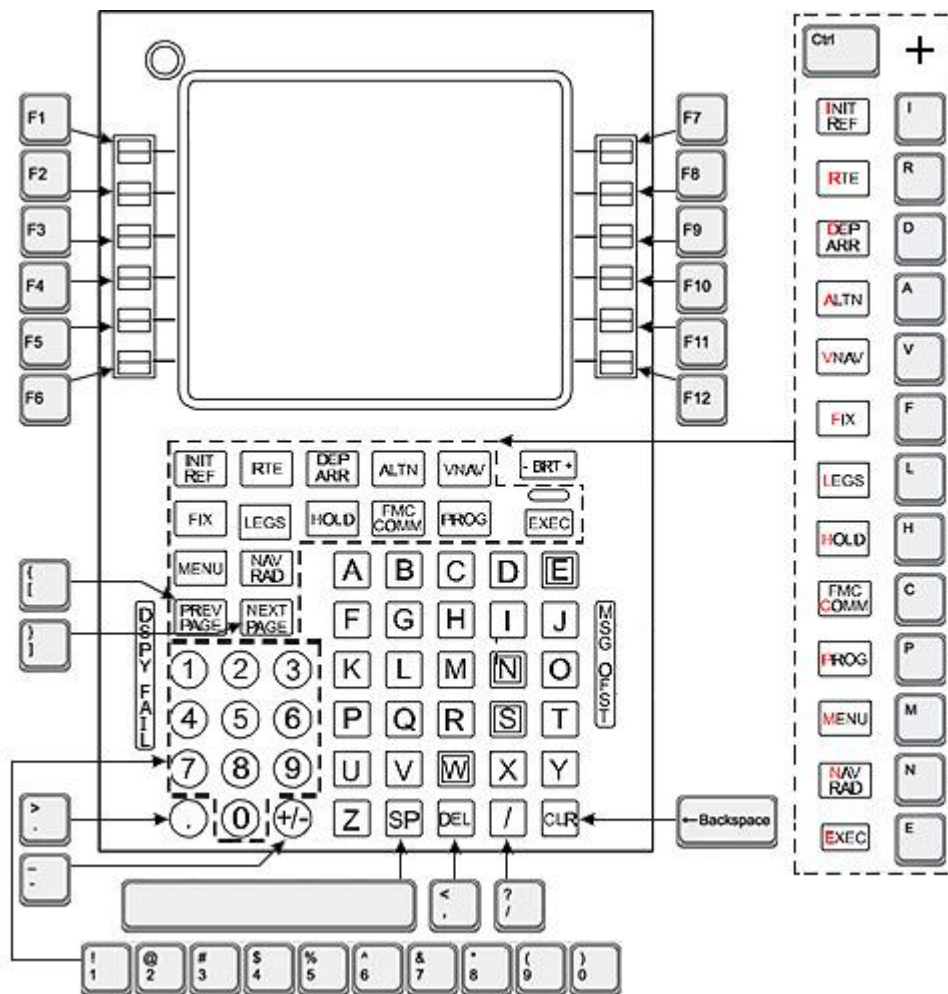 Ctrl +
F1
F2
F3
F4
F5
F6
F7
F8
F9
F10
F11
F12
INIT REF
RTE
DEP ARR
ALTN
VNAV
- BRT +
FIX
LEGS
HOLD
FMC COMM
PROG
EXEC
MENU
NAV RAD
PREV PAGE
NEXT PAGE
{
[
}
]
DSPY FAIL
MSG OFST
A B C D E
F G H I J
K L M N O
P Q R S T
U V W X Y
Z SP DEL / CLR
1 2 3
4 5 6
7 8 9
. 0 +/-
>
.
_
-
←Backspace
<
,
?
/
!
1
@
2
#
3
$
4
%
5
^
6
&
7
*
8
(
9
)
0
INIT REF
I
RTE
R
DEP ARR
D
ALTN
A
VNAV
V
FIX
F
LEGS
L
HOLD
H
FMC COMM
C
PROG
P
MENU
M
NAV RAD
N
EXEC
E